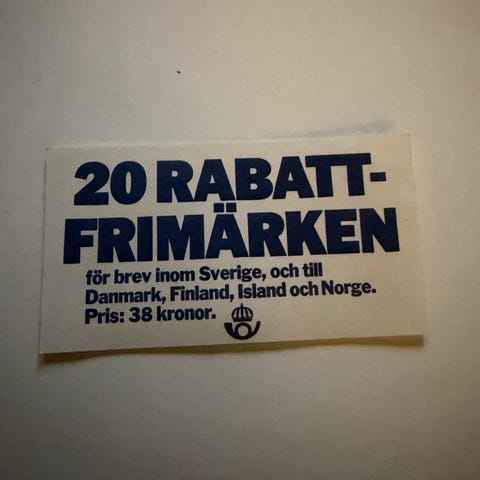 20 RABATT-
FRIMÄRKEN
för brev inom Sverige, och till
Danmark, Finland, Island och Norge.
Pris: 38 kronor.